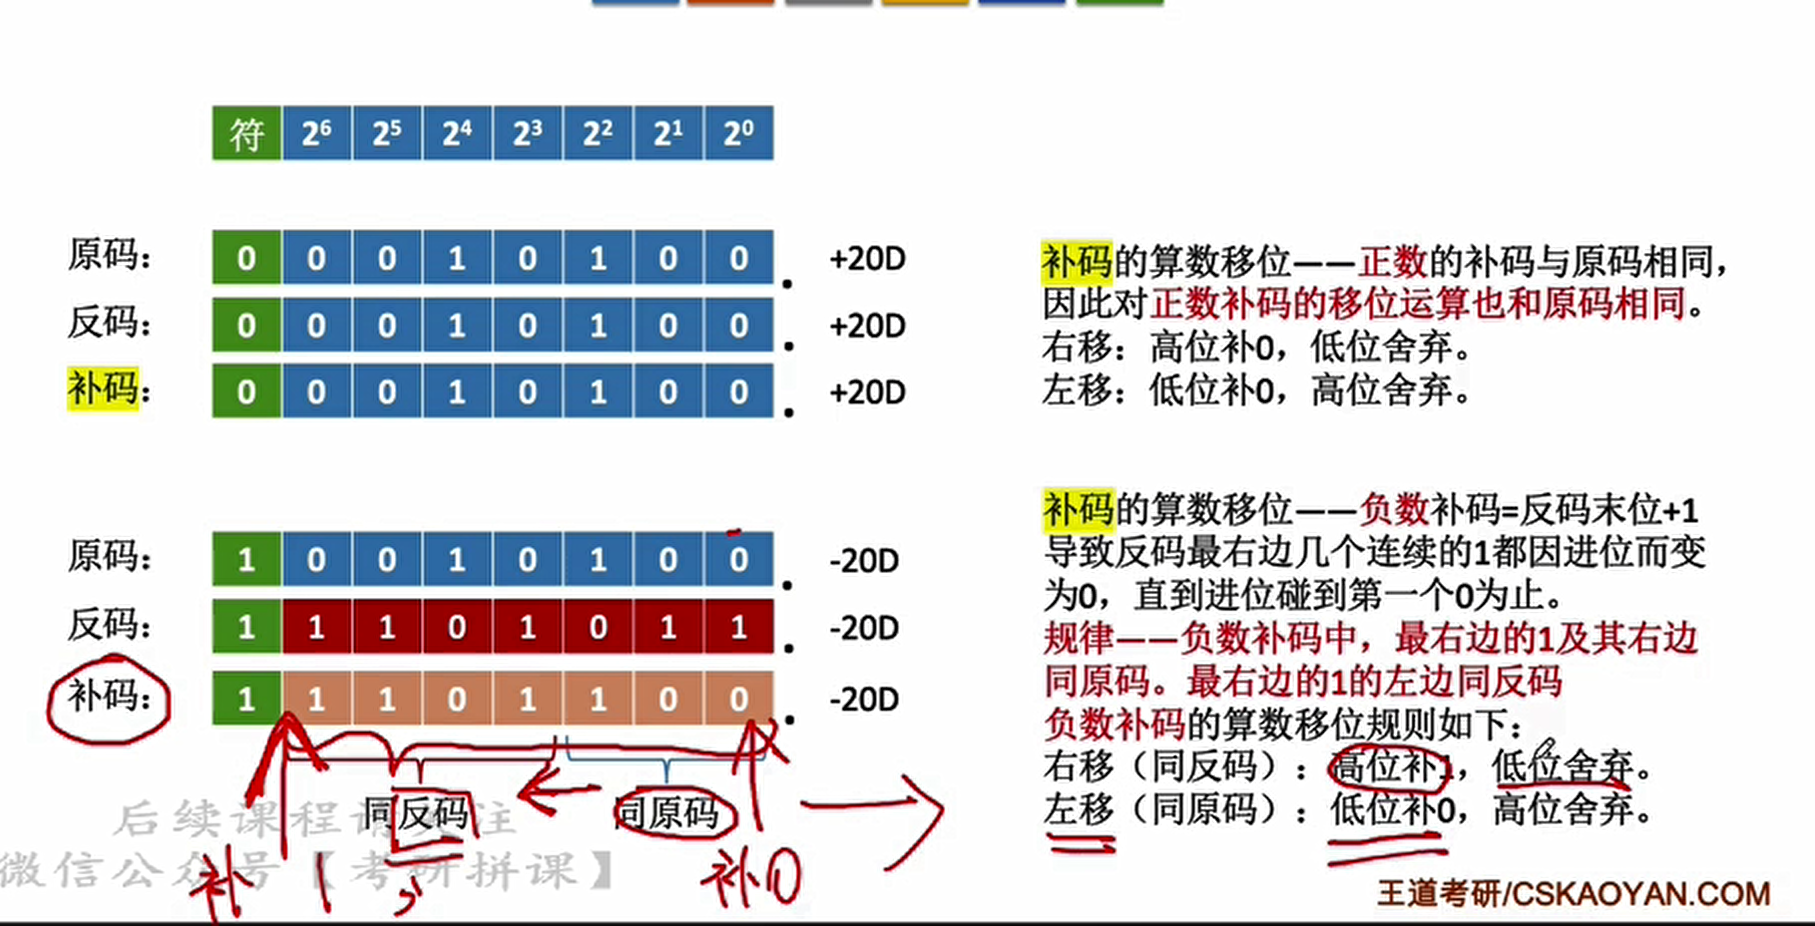 符 2⁶ 2⁵ 2⁴ 2³ 2² 2¹ 2⁰
原码： 0 0 0 1 0 1 0 0 . +20D
反码： 0 0 0 1 0 1 0 0 . +20D
补码： 0 0 0 1 0 1 0 0 . +20D
补码的算数移位——正数的补码与原码相同，
因此对正数补码的移位运算也和原码相同。
右移：高位补0，低位舍弃。
左移：低位补0，高位舍弃。
原码： 1 0 0 1 0 1 0 0 . -20D
反码： 1 1 1 0 1 0 1 1 . -20D
补码： 1 1 1 0 1 1 0 0 . -20D
同反码 同原码
补 1 补0
补码的算数移位——负数补码=反码末位+1
导致反码最右边几个连续的1都因进位而变
为0，直到进位碰到第一个0为止。
规律——负数补码中，最右边的1及其右边
同原码。最右边的1的左边同反码
负数补码的算数移位规则如下：
右移（同反码）：高位补1，低位舍弃。
左移（同原码）：低位补0，高位舍弃。
后续课程请关注
微信公众号【考研拼课】
王道考研/CSKAOYAN.COM